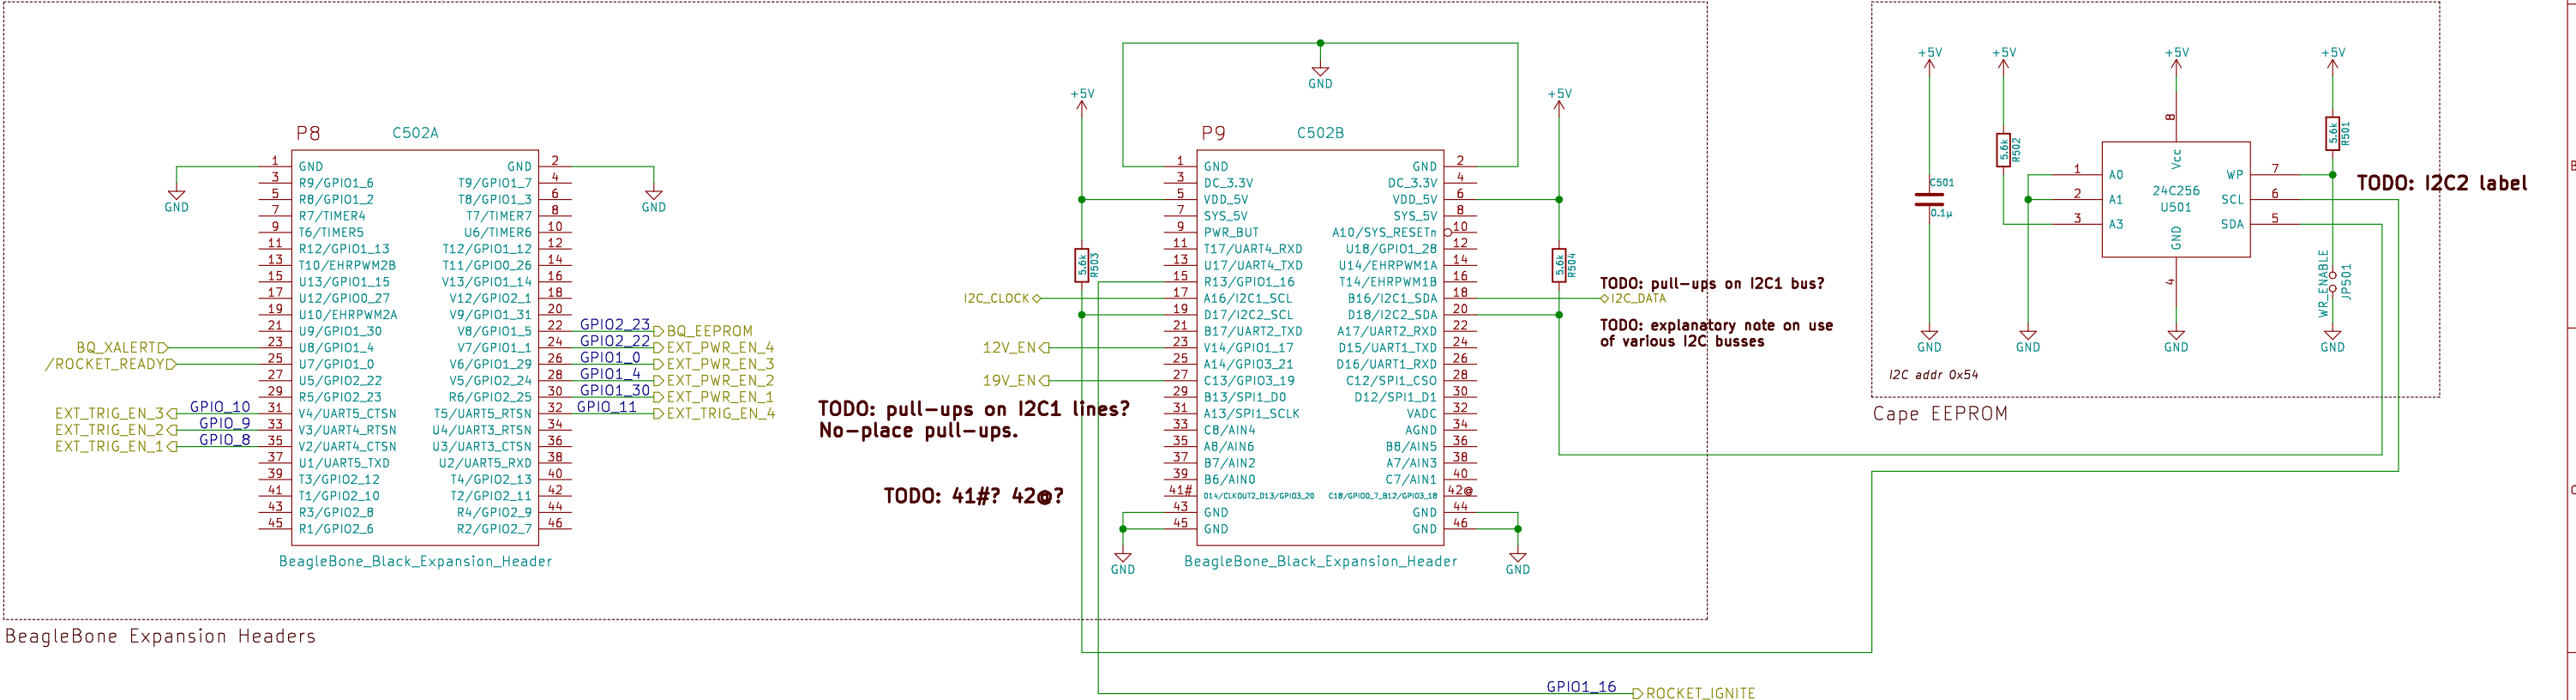 P8
C502A
1 GND GND 2
3 R9/GPIO1_6 T9/GPIO1_7 4
5 R8/GPIO1_2 T8/GPIO1_3 6
7 R7/TIMER4 T7/TIMER7 8
9 T6/TIMER5 U6/TIMER6 10
11 R12/GPIO1_13 T12/GPIO1_12 12
13 T10/EHRPWM2B T11/GPIO0_26 14
15 U13/GPIO1_15 V13/GPIO1_14 16
17 U12/GPIO0_27 V12/GPIO2_1 18
19 U10/EHRPWM2A V9/GPIO1_31 20
21 U9/GPIO1_30 V8/GPIO1_5 22 GPIO2_23 BQ_EEPROM
BQ_XALERT 23 U8/GPIO1_4 V7/GPIO1_1 24 GPIO2_22 EXT_PWR_EN_4
/ROCKET_READY 25 U7/GPIO1_0 V6/GPIO1_29 26 GPIO1_0 EXT_PWR_EN_3
27 U5/GPIO2_22 V5/GPIO2_24 28 GPIO1_4 EXT_PWR_EN_2
29 R5/GPIO2_23 R6/GPIO2_25 30 GPIO1_30 EXT_PWR_EN_1
EXT_TRIG_EN_3 GPIO_10 31 V4/UART5_CTSN T5/UART5_RTSN 32 GPIO_11 EXT_TRIG_EN_4
EXT_TRIG_EN_2 GPIO_9 33 V3/UART4_RTSN U4/UART3_RTSN 34
EXT_TRIG_EN_1 GPIO_8 35 V2/UART4_CTSN U3/UART3_CTSN 36
37 U1/UART5_TXD U2/UART5_RXD 38
39 T3/GPIO2_12 T4/GPIO2_13 40
41 T1/GPIO2_10 T2/GPIO2_11 42
43 R3/GPIO2_8 R4/GPIO2_9 44
45 R1/GPIO2_6 R2/GPIO2_7 46
GND
GND
BeagleBone_Black_Expansion_Header
BeagleBone Expansion Headers
TODO: pull-ups on I2C1 lines?
No-place pull-ups.
TODO: 41#? 42@?
GND
+5V
+5V
P9
C502B
1 GND GND 2
3 DC_3.3V DC_3.3V 4
5 VDD_5V VDD_5V 6
7 SYS_5V SYS_5V 8
9 PWR_BUT A10/SYS_RESETn 10
11 T17/UART4_RXD U18/GPIO1_28 12
13 U17/UART4_TXD U14/EHRPWM1A 14
15 R13/GPIO1_16 T14/EHRPWM1B 16
I2C_CLOCK 17 A16/I2C1_SCL B16/I2C1_SDA 18 I2C_DATA
19 D17/I2C2_SCL D18/I2C2_SDA 20
21 B17/UART2_TXD A17/UART2_RXD 22
12V_EN 23 V14/GPIO1_17 D15/UART1_TXD 24
25 A14/GPIO3_21 D16/UART1_RXD 26
19V_EN 27 C13/GPIO3_19 C12/SPI1_CSO 28
29 B13/SPI1_D0 D12/SPI1_D1 30
31 A13/SPI1_SCLK VADC 32
33 C8/AIN4 AGND 34
35 A8/AIN6 B8/AIN5 36
37 B7/AIN2 A7/AIN3 38
39 B6/AIN0 C7/AIN1 40
41# D14/CLKOUT2_D13/GPIO3_20 C18/GPIO0_7_B12/GPIO3_18 42@
43 GND GND 44
45 GND GND 46
5.6k
R503
5.6k
R504
GND
GND
BeagleBone_Black_Expansion_Header
TODO: pull-ups on I2C1 bus?
TODO: explanatory note on use
of various I2C busses
GPIO1_16 ROCKET_IGNITE
+5V
+5V
+5V
+5V
C501
0.1µ
5.6k
R502
5.6k
R501
8
Vcc
1 A0 WP 7
24C256
2 A1 SCL 6
U501
3 A3 SDA 5
GND
4
WR_ENABLE
JP501
GND
GND
GND
GND
I2C addr 0x54
Cape EEPROM
TODO: I2C2 label